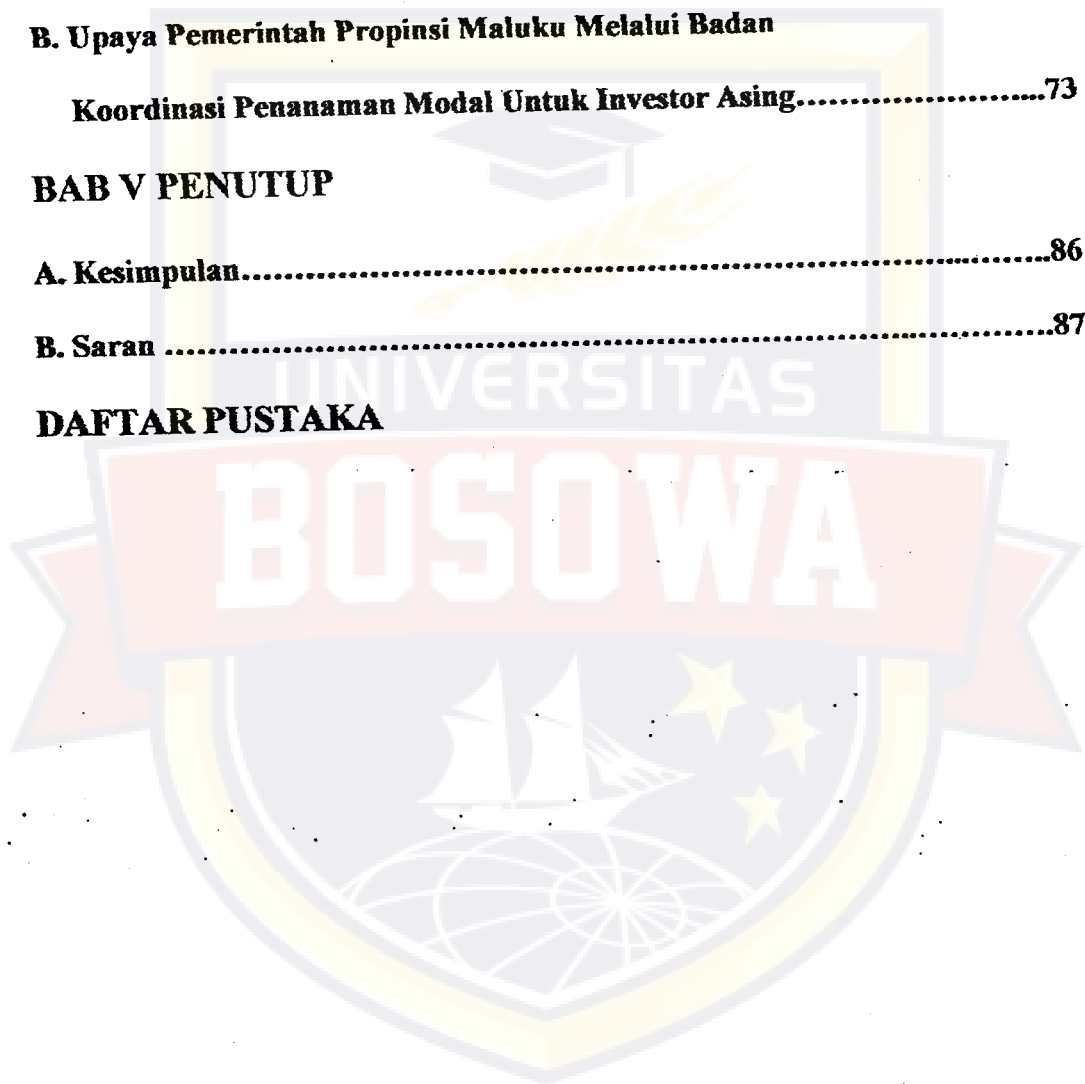 B. Upaya Pemerintah Propinsi Maluku Melalui Badan
Koordinasi Penanaman Modal Untuk Investor Asing........................73
BAB V PENUTUP
A. Kesimpulan..............................................................................86
B. Saran .....................................................................................87
UNIVERSITAS
DAFTAR PUSTAKA
BOSOWA